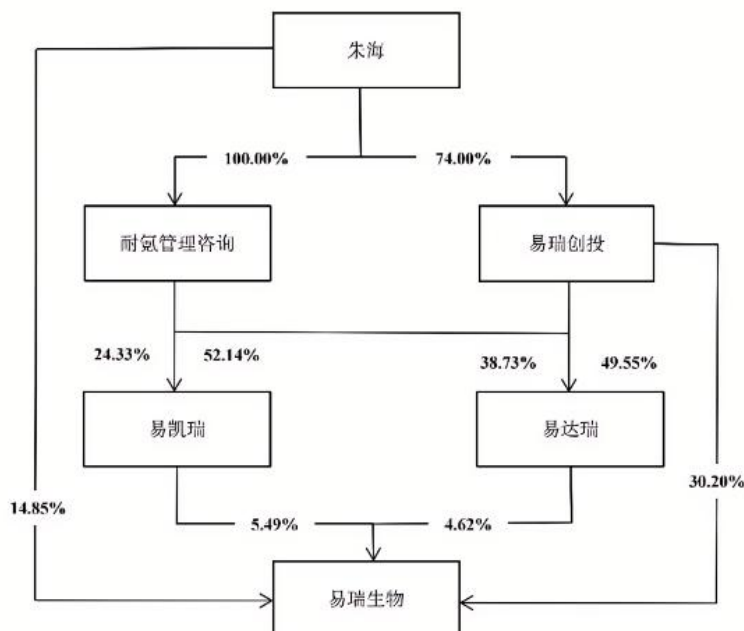 朱海
100.00%
74.00%
耐氪管理咨询
易瑞创投
24.33%
52.14%
38.73%
49.55%
易凯瑞
易达瑞
14.85%
5.49%
4.62%
30.20%
易瑞生物